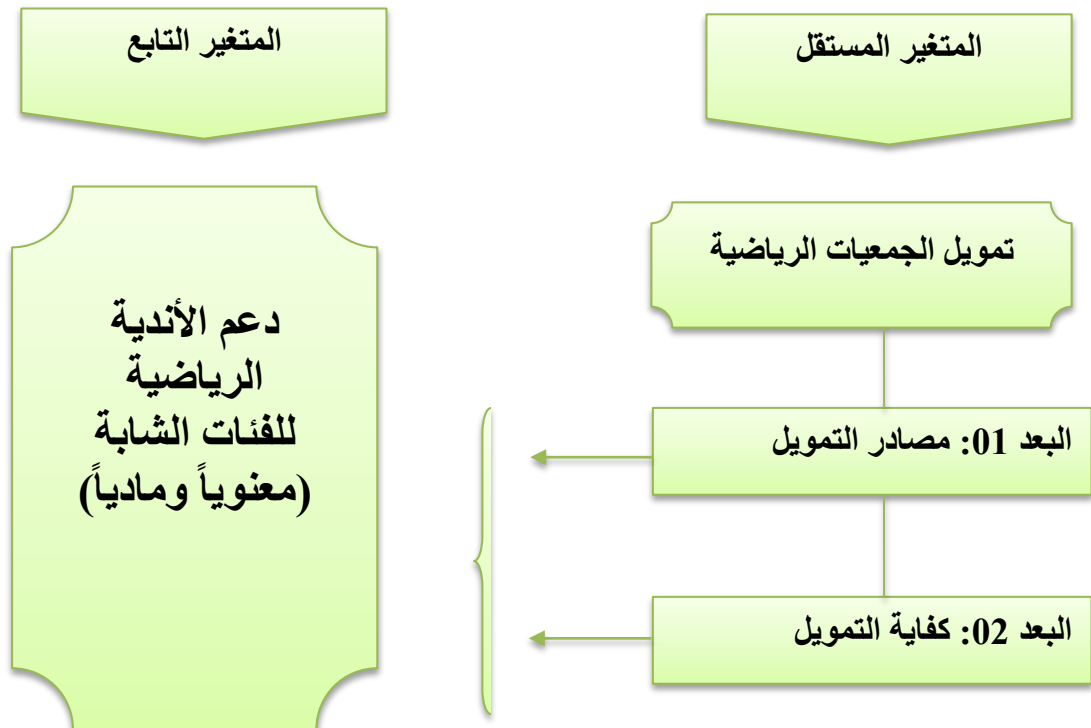 المتغير المستقل
المتغير التابع
تمويل الجمعيات الرياضية
البعد 01: مصادر التمويل
البعد 02: كفاية التمويل
دعم الأندية
الرياضية
للفئات الشابة
(معنوياً ومادياً)